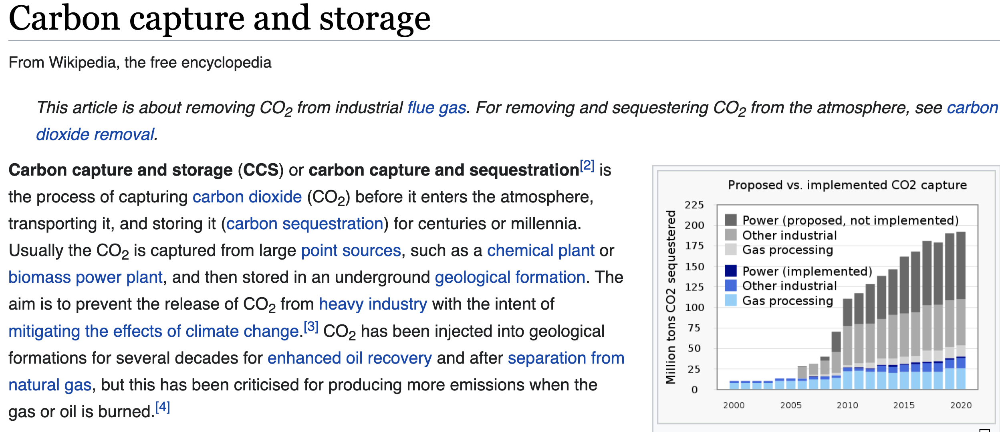 Carbon capture and storage
From Wikipedia, the free encyclopedia
This article is about removing CO2 from industrial flue gas. For removing and sequestering CO2 from the atmosphere, see carbon
dioxide removal.
Carbon capture and storage (CCS) or carbon capture and sequestration[2] is
the process of capturing carbon dioxide (CO2) before it enters the atmosphere,
transporting it, and storing it (carbon sequestration) for centuries or millennia.
Usually the CO2 is captured from large point sources, such as a chemical plant or
biomass power plant, and then stored in an underground geological formation. The
aim is to prevent the release of CO2 from heavy industry with the intent of
mitigating the effects of climate change.[3] CO2 has been injected into geological
formations for several decades for enhanced oil recovery and after separation from
natural gas, but this has been criticised for producing more emissions when the
gas or oil is burned.[4]
Proposed vs. implemented CO2 capture
Million tons CO2 sequestered
225
200
175
150
125
100
75
50
25
0
Power (proposed, not implemented)
Other industrial
Gas processing
Power (implemented)
Other industrial
Gas processing
2000 2005 2010 2015 2020